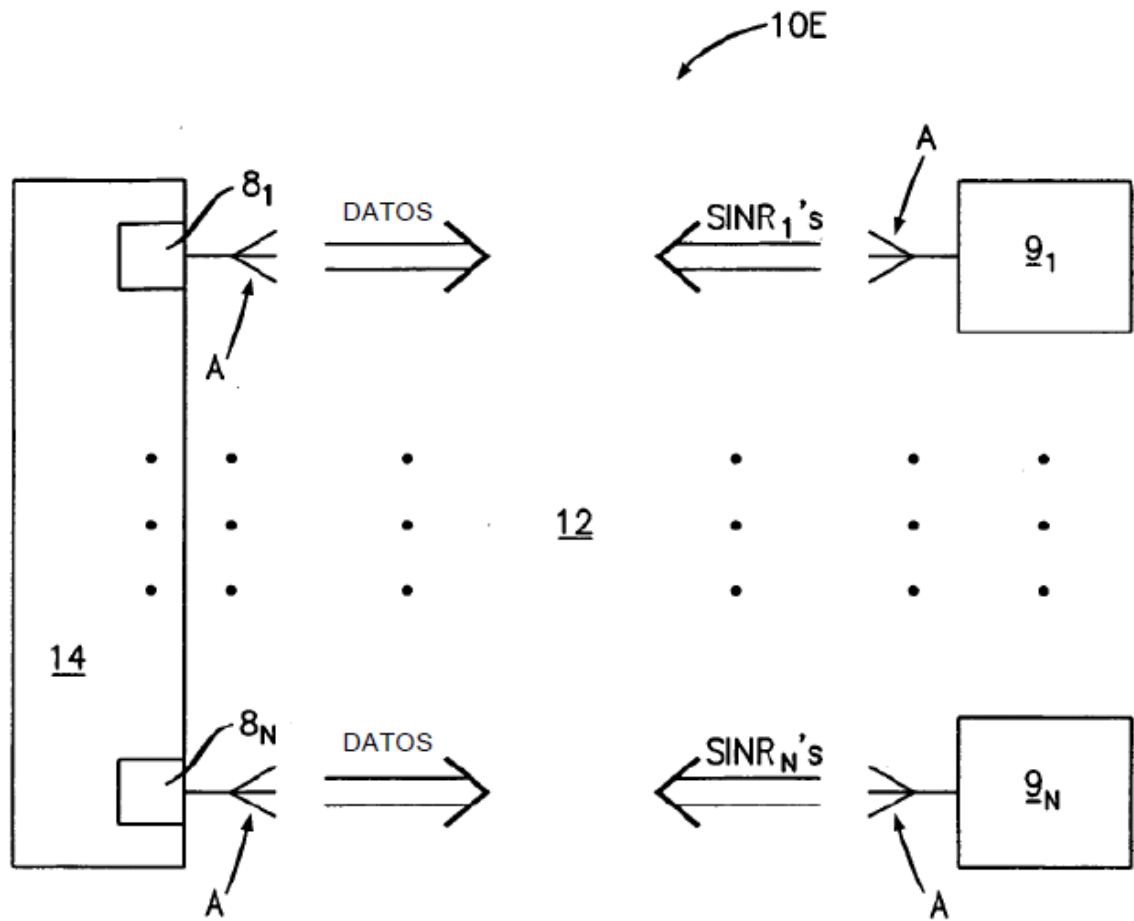 10E
A
8₁
DATOS
SINR₁'s
9₁
A
12
14
8_N
DATOS
SINR_N's
9_N
A
A